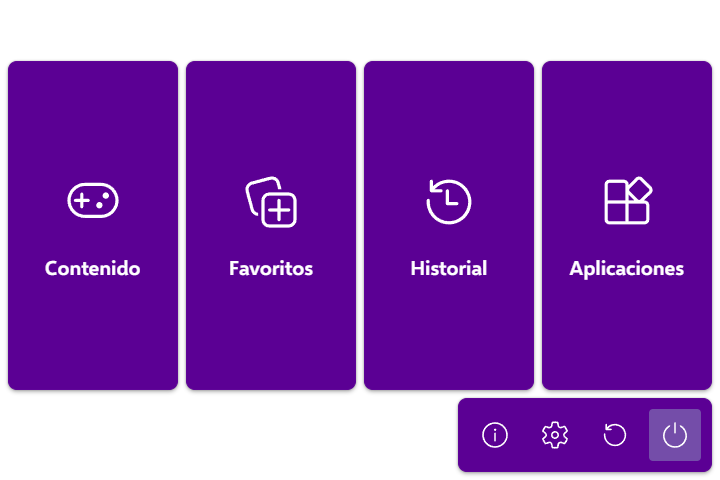 Contenido
Favoritos
Historial
Aplicaciones